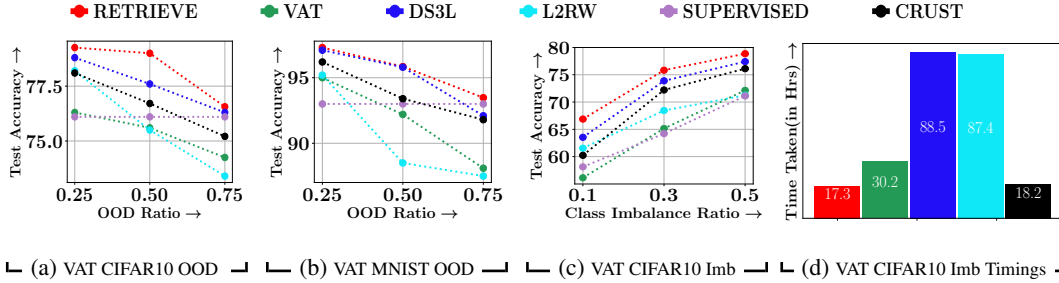 RETRIEVE VAT DS3L L2RW SUPERVISED CRUST
Test Accuracy →
77.5
75.0
0.25 0.50 0.75
OOD Ratio →
Test Accuracy →
95
90
0.25 0.50 0.75
OOD Ratio →
Test Accuracy →
80
75
70
65
60
0.1 0.3 0.5
Class Imbalance Ratio →
Time Taken(in Hrs) →
17.3
30.2
88.5
87.4
18.2
(a) VAT CIFAR10 OOD
(b) VAT MNIST OOD
(c) VAT CIFAR10 Imb
(d) VAT CIFAR10 Imb Timings